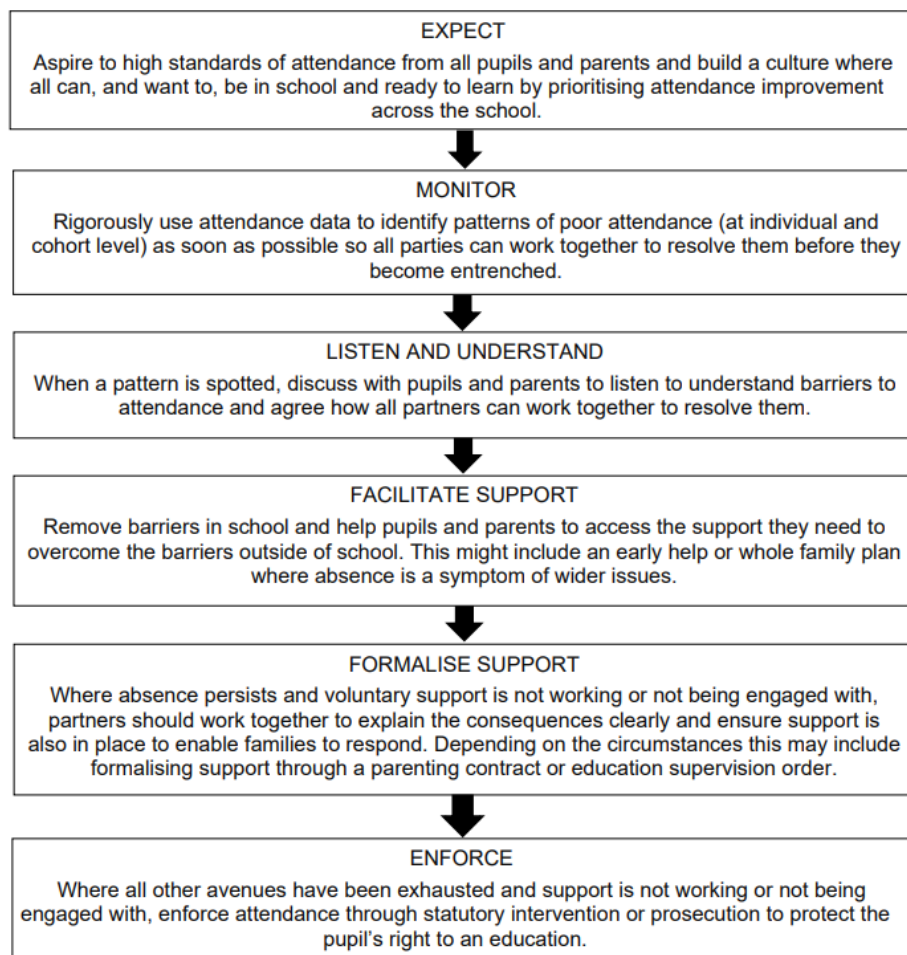 EXPECT
Aspire to high standards of attendance from all pupils and parents and build a culture where
all can, and want to, be in school and ready to learn by prioritising attendance improvement
across the school.
MONITOR
Rigorously use attendance data to identify patterns of poor attendance (at individual and
cohort level) as soon as possible so all parties can work together to resolve them before they
become entrenched.
LISTEN AND UNDERSTAND
When a pattern is spotted, discuss with pupils and parents to listen to understand barriers to
attendance and agree how all partners can work together to resolve them.
FACILITATE SUPPORT
Remove barriers in school and help pupils and parents to access the support they need to
overcome the barriers outside of school. This might include an early help or whole family plan
where absence is a symptom of wider issues.
FORMALISE SUPPORT
Where absence persists and voluntary support is not working or not being engaged with,
partners should work together to explain the consequences clearly and ensure support is
also in place to enable families to respond. Depending on the circumstances this may include
formalising support through a parenting contract or education supervision order.
ENFORCE
Where all other avenues have been exhausted and support is not working or not being
engaged with, enforce attendance through statutory intervention or prosecution to protect the
pupil's right to an education.